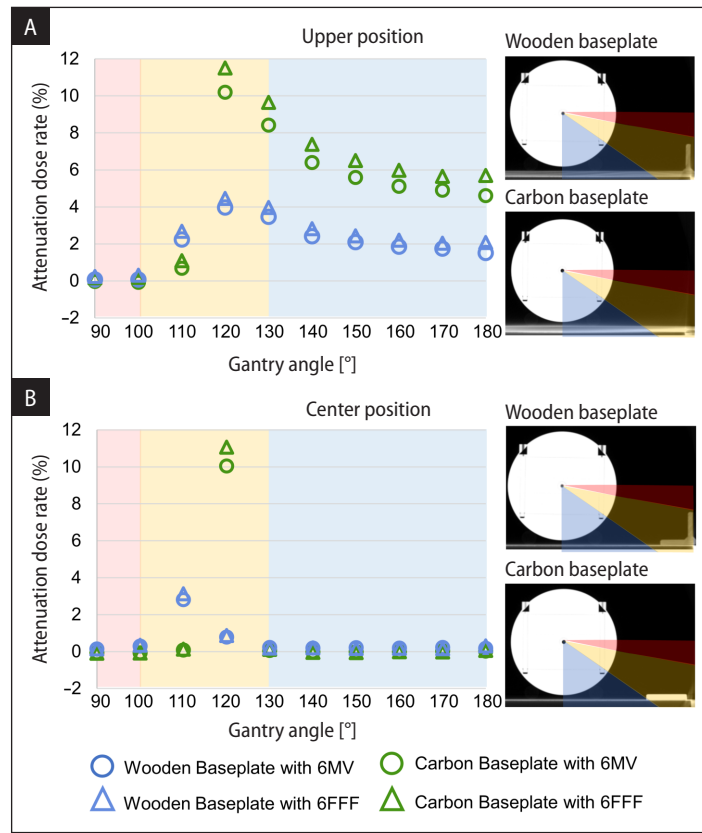 A
Upper position
Wooden baseplate
Attenuation dose rate (%)
12
10
8
6
4
2
0
−2
90 100 110 120 130 140 150 160 170 180
Gantry angle [°]
Carbon baseplate
B
Center position
Wooden baseplate
Attenuation dose rate (%)
12
10
8
6
4
2
0
−2
90 100 110 120 130 140 150 160 170 180
Gantry angle [°]
Carbon baseplate
Wooden Baseplate with 6MV
Carbon Baseplate with 6MV
Wooden Baseplate with 6FFF
Carbon Baseplate with 6FFF